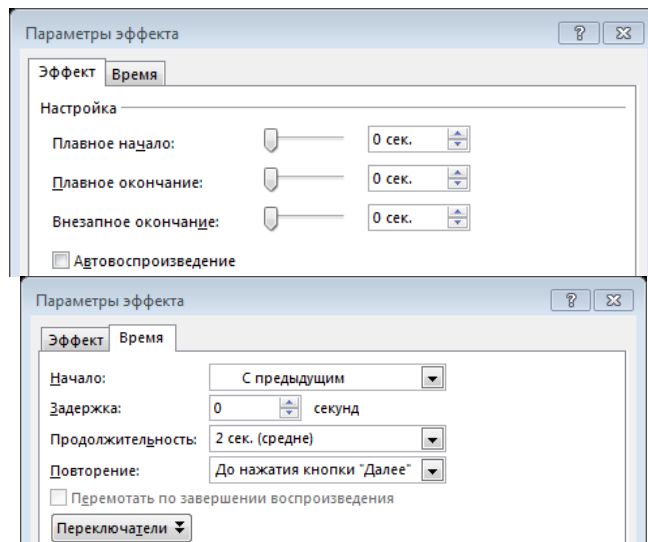 Параметры эффекта
Эффект Время
Настройка
Плавное начало: 0 сек.
Плавное окончание: 0 сек.
Внезапное окончание: 0 сек.
Автовоспроизведение
Параметры эффекта
Эффект Время
Начало: С предыдущим
Задержка: 0 секунд
Продолжительность: 2 сек. (средне)
Повторение: До нажатия кнопки "Далее"
Перемотать по завершении воспроизведения
Переключатели